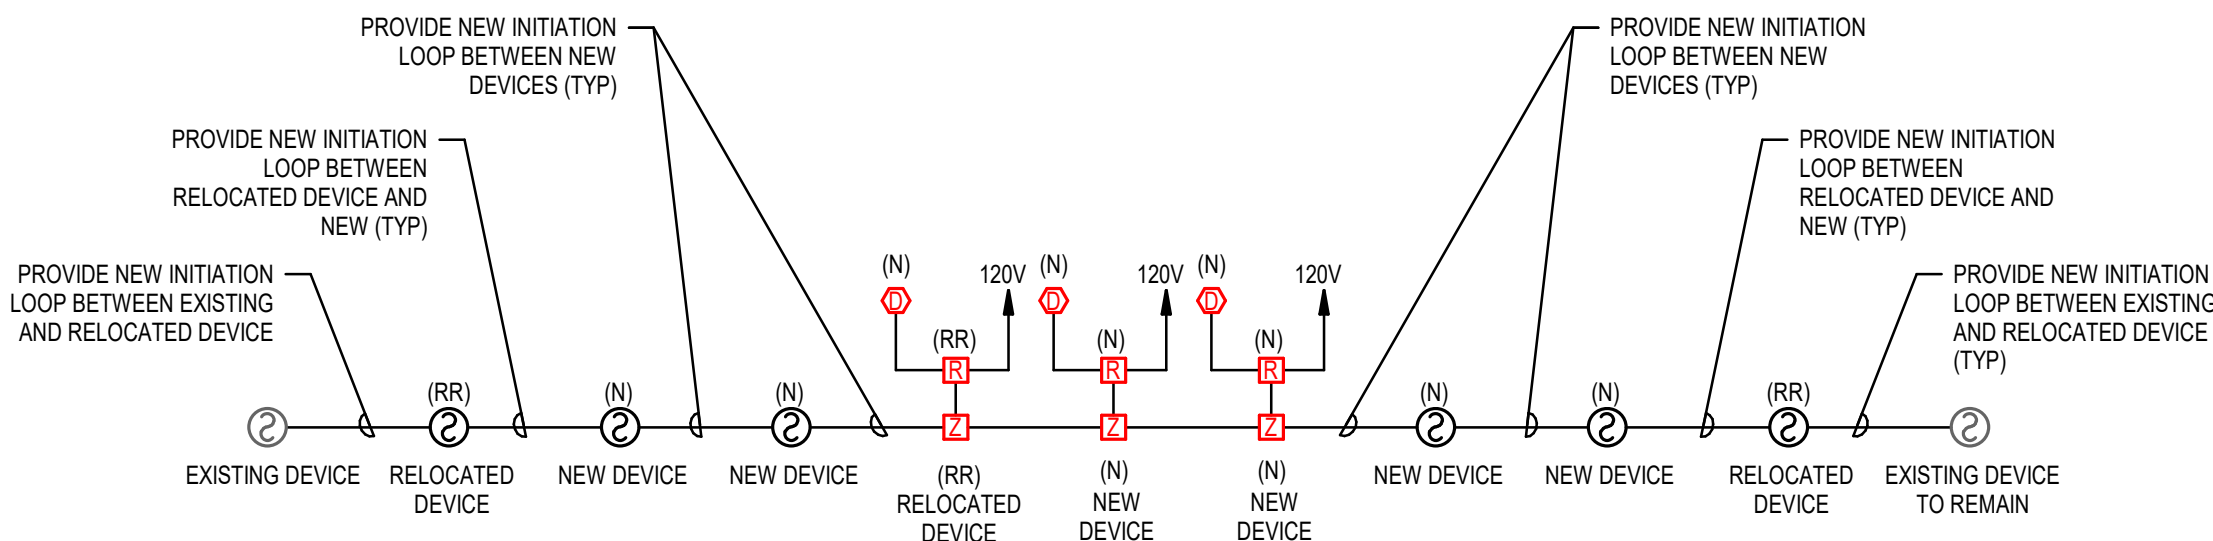 PROVIDE NEW INITIATION
LOOP BETWEEN NEW
DEVICES (TYP)
PROVIDE NEW INITIATION
LOOP BETWEEN NEW
DEVICES (TYP)
PROVIDE NEW INITIATION
LOOP BETWEEN
RELOCATED DEVICE AND
NEW (TYP)
PROVIDE NEW INITIATION
LOOP BETWEEN
RELOCATED DEVICE AND
NEW (TYP)
PROVIDE NEW INITIATION
LOOP BETWEEN EXISTING
AND RELOCATED DEVICE
PROVIDE NEW INITIATION
LOOP BETWEEN EXISTING
AND RELOCATED DEVICE
(TYP)
(N) 120V (N) 120V (N) 120V
D D D
(RR) (N) (N)
R R R
(RR) (N) (N) (N) (N) (RR)
S S S S Z Z Z S S S S
EXISTING DEVICE
RELOCATED
DEVICE
NEW DEVICE
NEW DEVICE
(RR)
RELOCATED
DEVICE
(N)
NEW
DEVICE
(N)
NEW
DEVICE
NEW DEVICE
NEW DEVICE
RELOCATED
DEVICE
EXISTING DEVICE
TO REMAIN